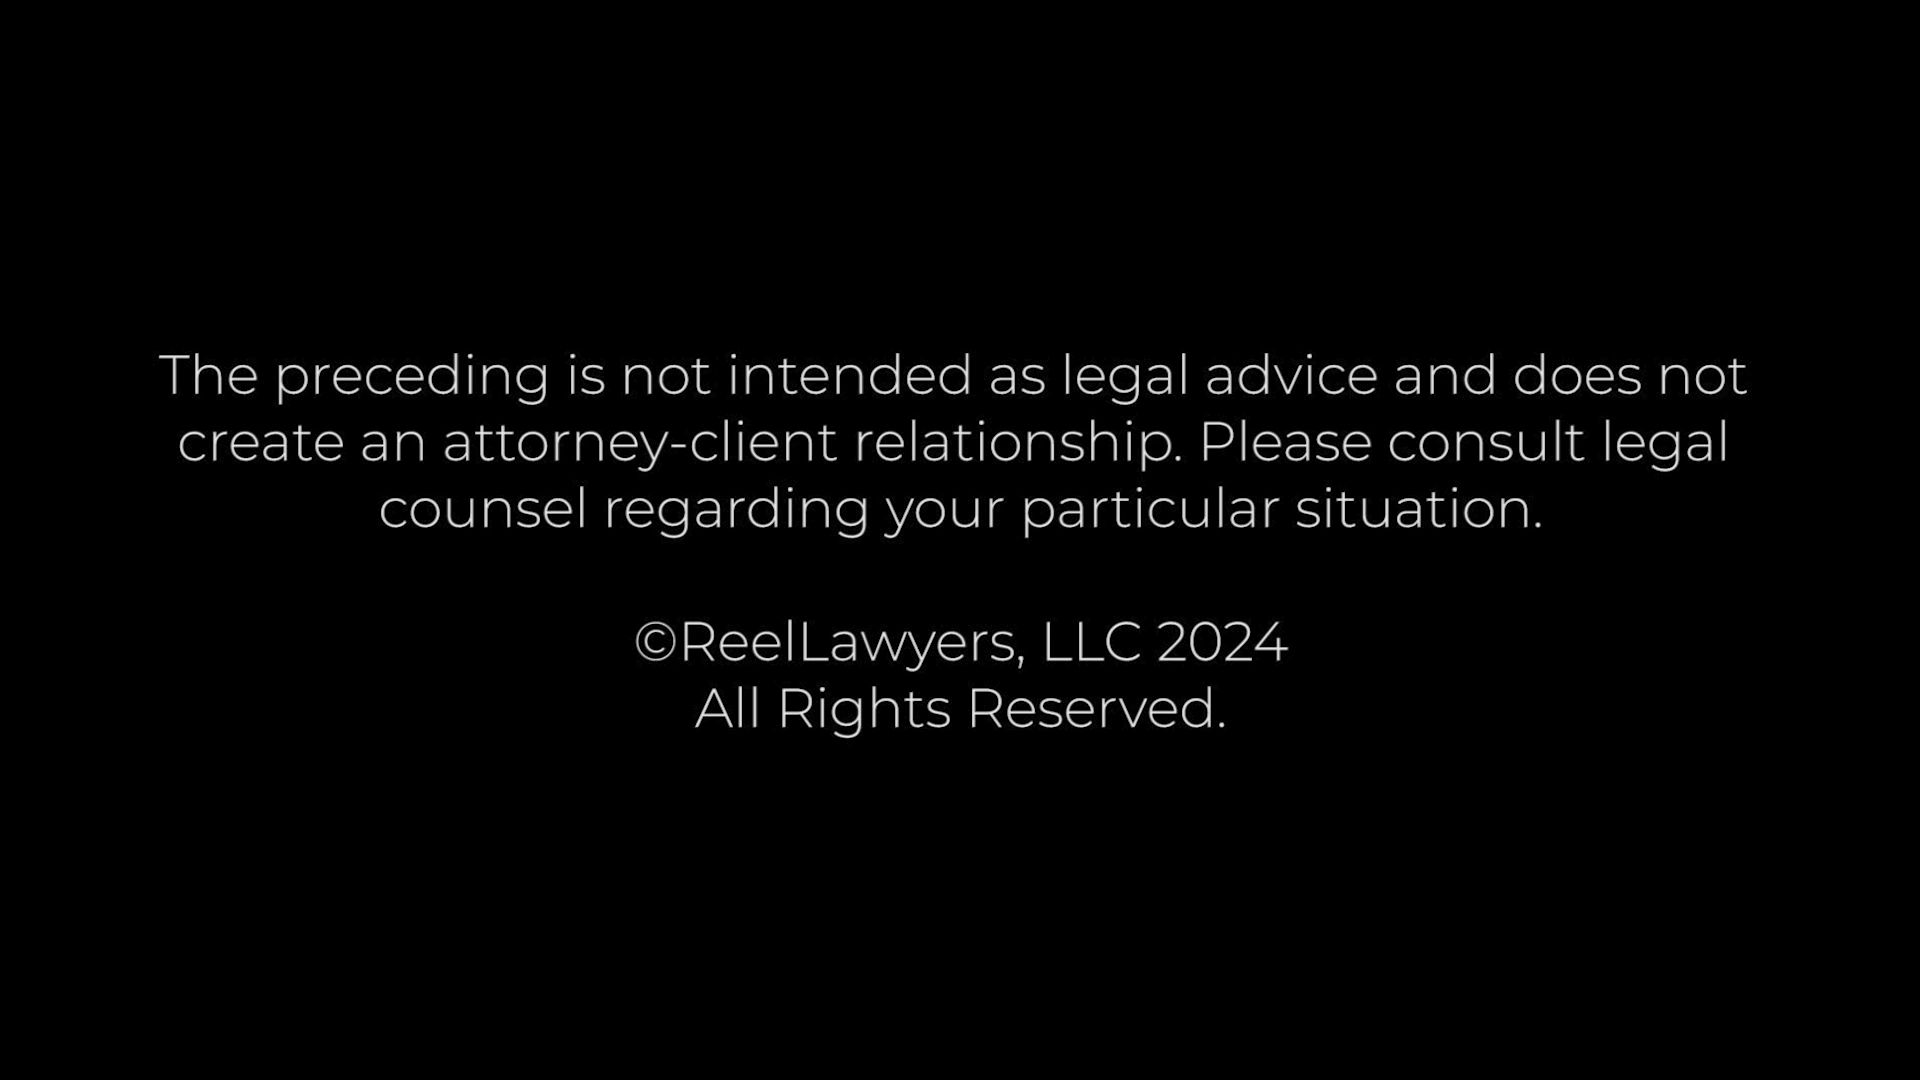 The preceding is not intended as legal advice and does not
create an attorney-client relationship. Please consult legal
counsel regarding your particular situation.
©ReelLawyers, LLC 2024
All Rights Reserved.